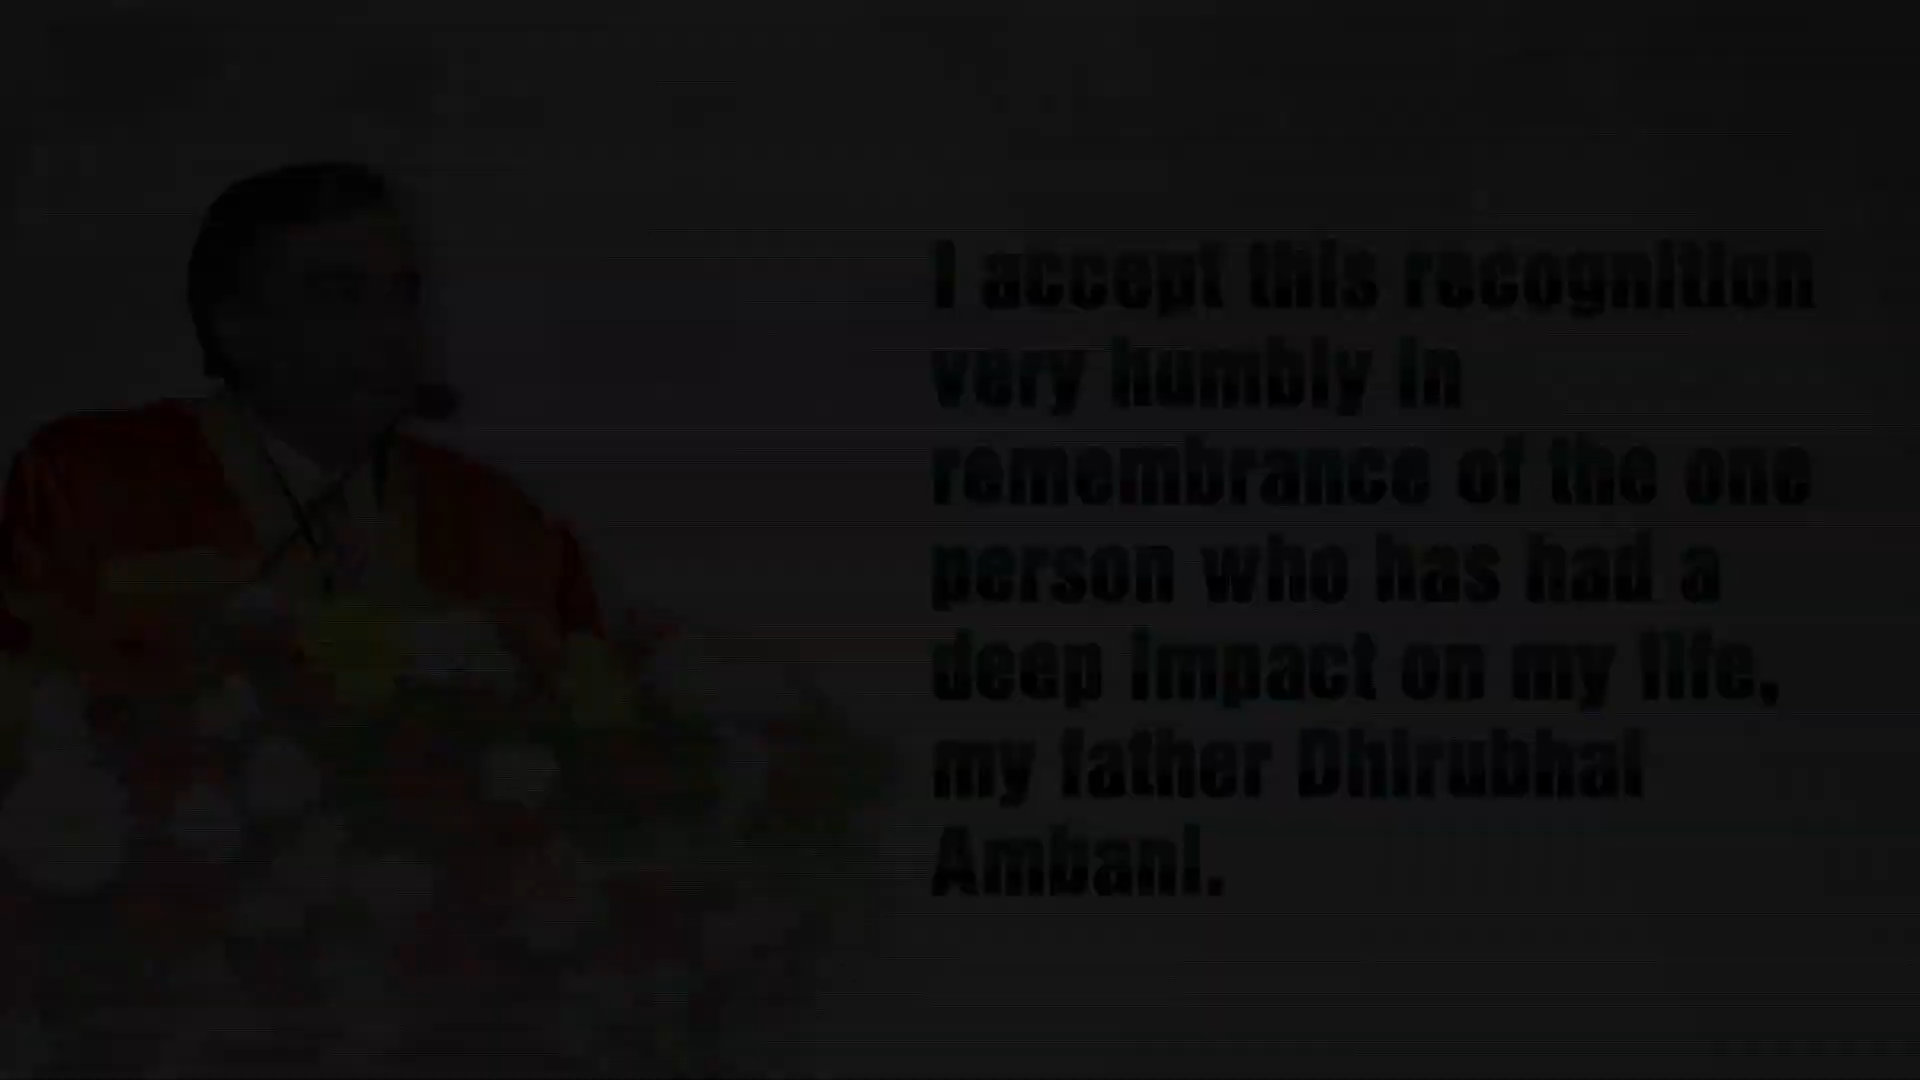 I accept this recognition
very humbly in
remembrance of the one
person who has had a
deep impact on my life,
my father Dhirubhai
Ambani.